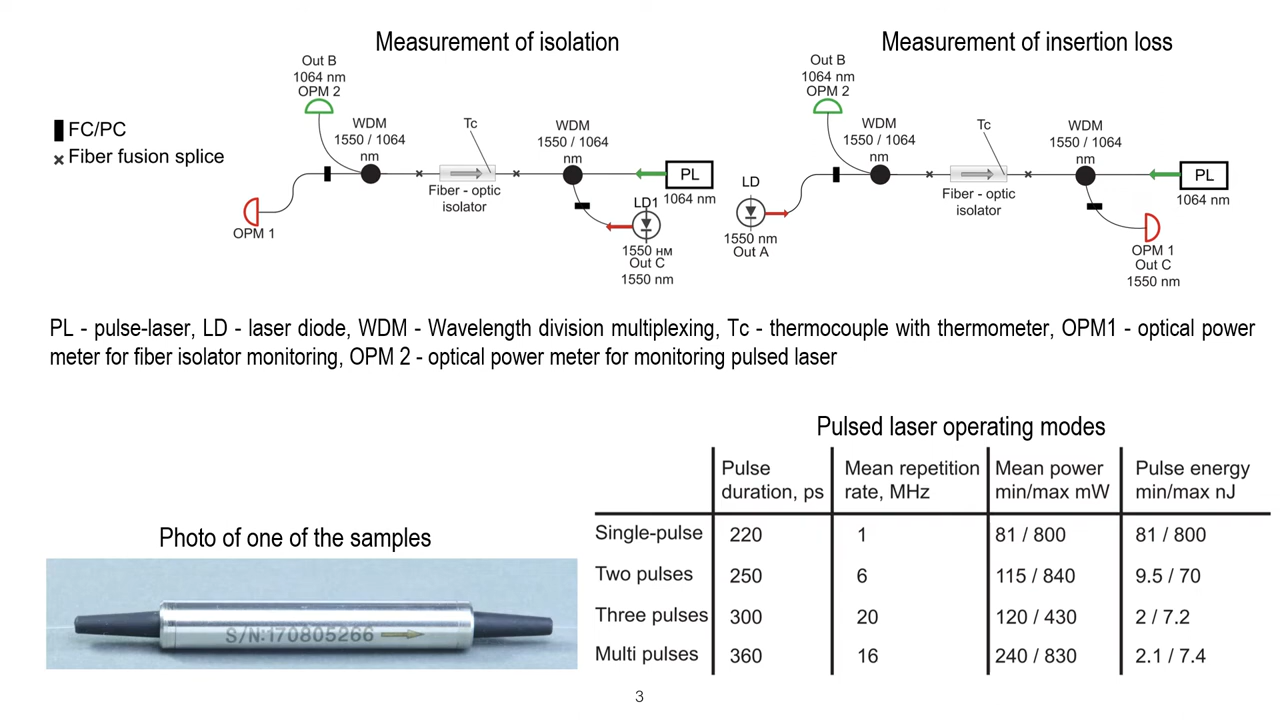 Measurement of isolation
Out B
1064 nm
OPM 2
FC/PC
Fiber fusion splice
WDM
1550 / 1064
nm
Tc
WDM
1550 / 1064
nm
Fiber - optic
isolator
PL
1064 nm
OPM 1
LD1
1550 нм
Out C
1550 nm
Measurement of insertion loss
Out B
1064 nm
OPM 2
WDM
1550 / 1064
nm
Tc
WDM
1550 / 1064
nm
LD
1550 nm
Out A
Fiber - optic
isolator
PL
1064 nm
OPM 1
Out C
1550 nm
PL - pulse-laser, LD - laser diode, WDM - Wavelength division multiplexing, Tc - thermocouple with thermometer, OPM1 - optical power
meter for fiber isolator monitoring, OPM 2 - optical power meter for monitoring pulsed laser
Photo of one of the samples
S/N:170805266
Pulsed laser operating modes
Pulse duration, ps Mean repetition rate, MHz Mean power min/max mW Pulse energy min/max nJ
Single-pulse 220 1 81 / 800 81 / 800
Two pulses 250 6 115 / 840 9.5 / 70
Three pulses 300 20 120 / 430 2 / 7.2
Multi pulses 360 16 240 / 830 2.1 / 7.4
3